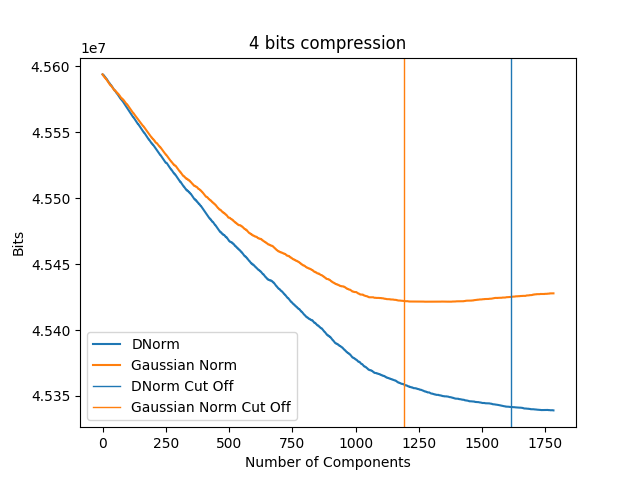 4 bits compression
1e7
4.560
4.555
4.550
4.545
4.540
4.535
Bits
DNorm
Gaussian Norm
DNorm Cut Off
Gaussian Norm Cut Off
0 250 500 750 1000 1250 1500 1750
Number of Components